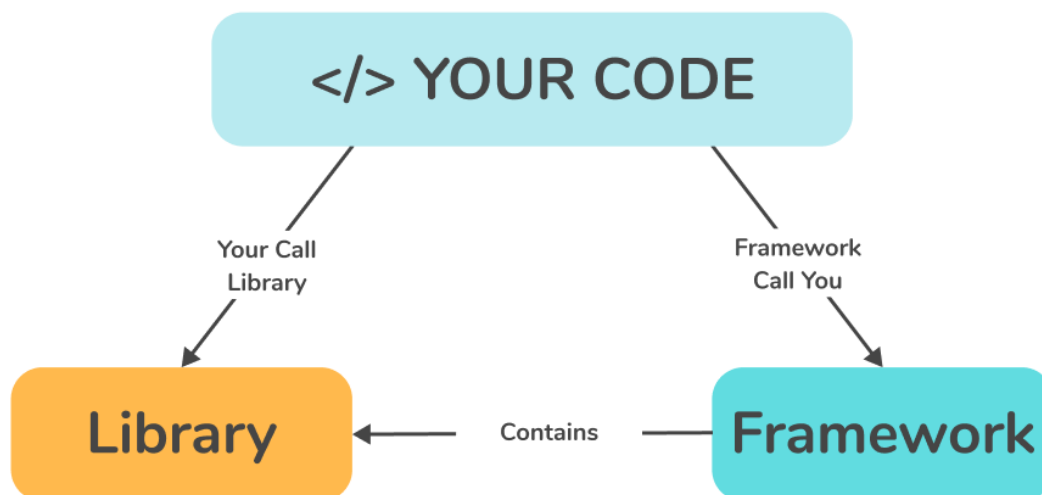 </> YOUR CODE
Your Call
Library
Framework
Call You
Library
Contains
Framework